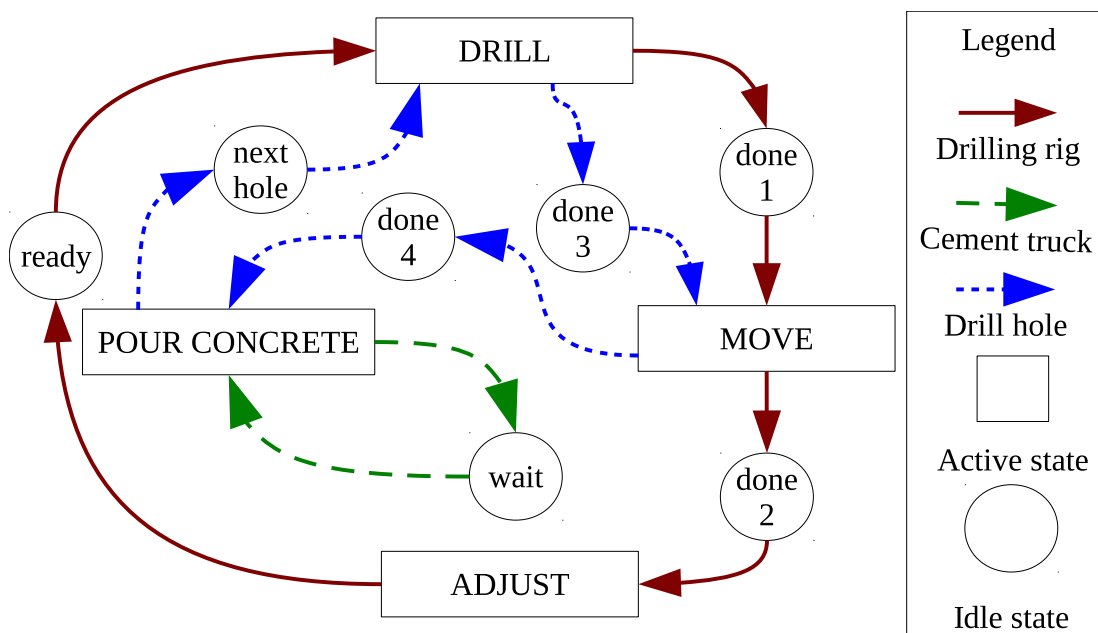 DRILL
next
hole
done
4
done
3
done
1
ready
POUR CONCRETE
MOVE
wait
done
2
ADJUST
Legend
Drilling rig
Cement truck
Drill hole
Active state
Idle state